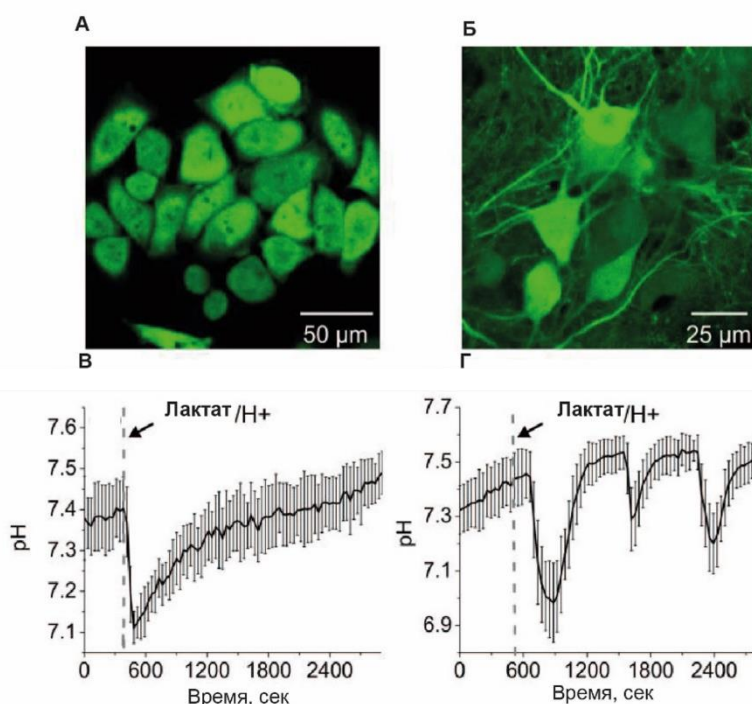 А
Б
50 µm
25 µm
В
Г
Лактат/H+
7.6
7.5
7.4
7.3
7.2
7.1
pH
0 600 1200 1800 2400
Время, сек
Лактат/H+
7.7
7.5
7.3
7.1
6.9
pH
0 600 1200 1800 2400
Время, сек